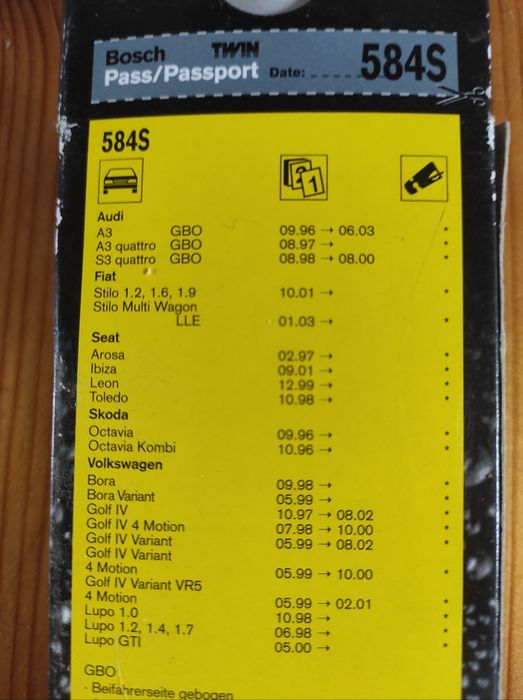 Bosch TWIN
Pass/Passport Date: _ _ _ _ _ 584S
584S
2 1
Audi
A3 GBO 09.96 → 06.03 *
A3 quattro GBO 08.97 → *
S3 quattro GBO 08.98 → 08.00 *
Fiat
Stilo 1.2, 1.6, 1.9 10.01 → *
Stilo Multi Wagon
LLE 01.03 → *
Seat
Arosa 02.97 → *
Ibiza 09.01 → *
Leon 12.99 → *
Toledo 10.98 → *
Skoda
Octavia 09.96 → *
Octavia Kombi 10.96 → *
Volkswagen
Bora 09.98 → *
Bora Variant 05.99 → *
Golf IV 10.97 → 08.02 *
Golf IV 4 Motion 07.98 → 10.00 *
Golf IV Variant 05.99 → 08.02 *
Golf IV Variant
4 Motion 05.99 → 10.00 *
Golf IV Variant VR5
4 Motion 05.99 → 02.01 *
Lupo 1.0 10.98 → *
Lupo 1.2, 1.4, 1.7 06.98 → *
Lupo GTI 05.00 → *
GBO
- Beifahrerseite gebogen